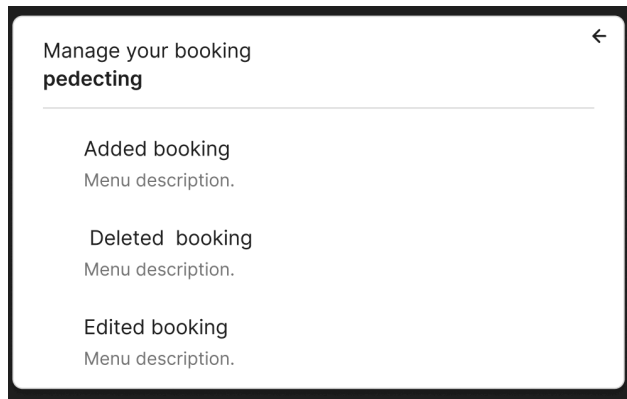 Manage your booking
pedecting
Added booking
Menu description.
Deleted  booking
Menu description.
Edited booking
Menu description.